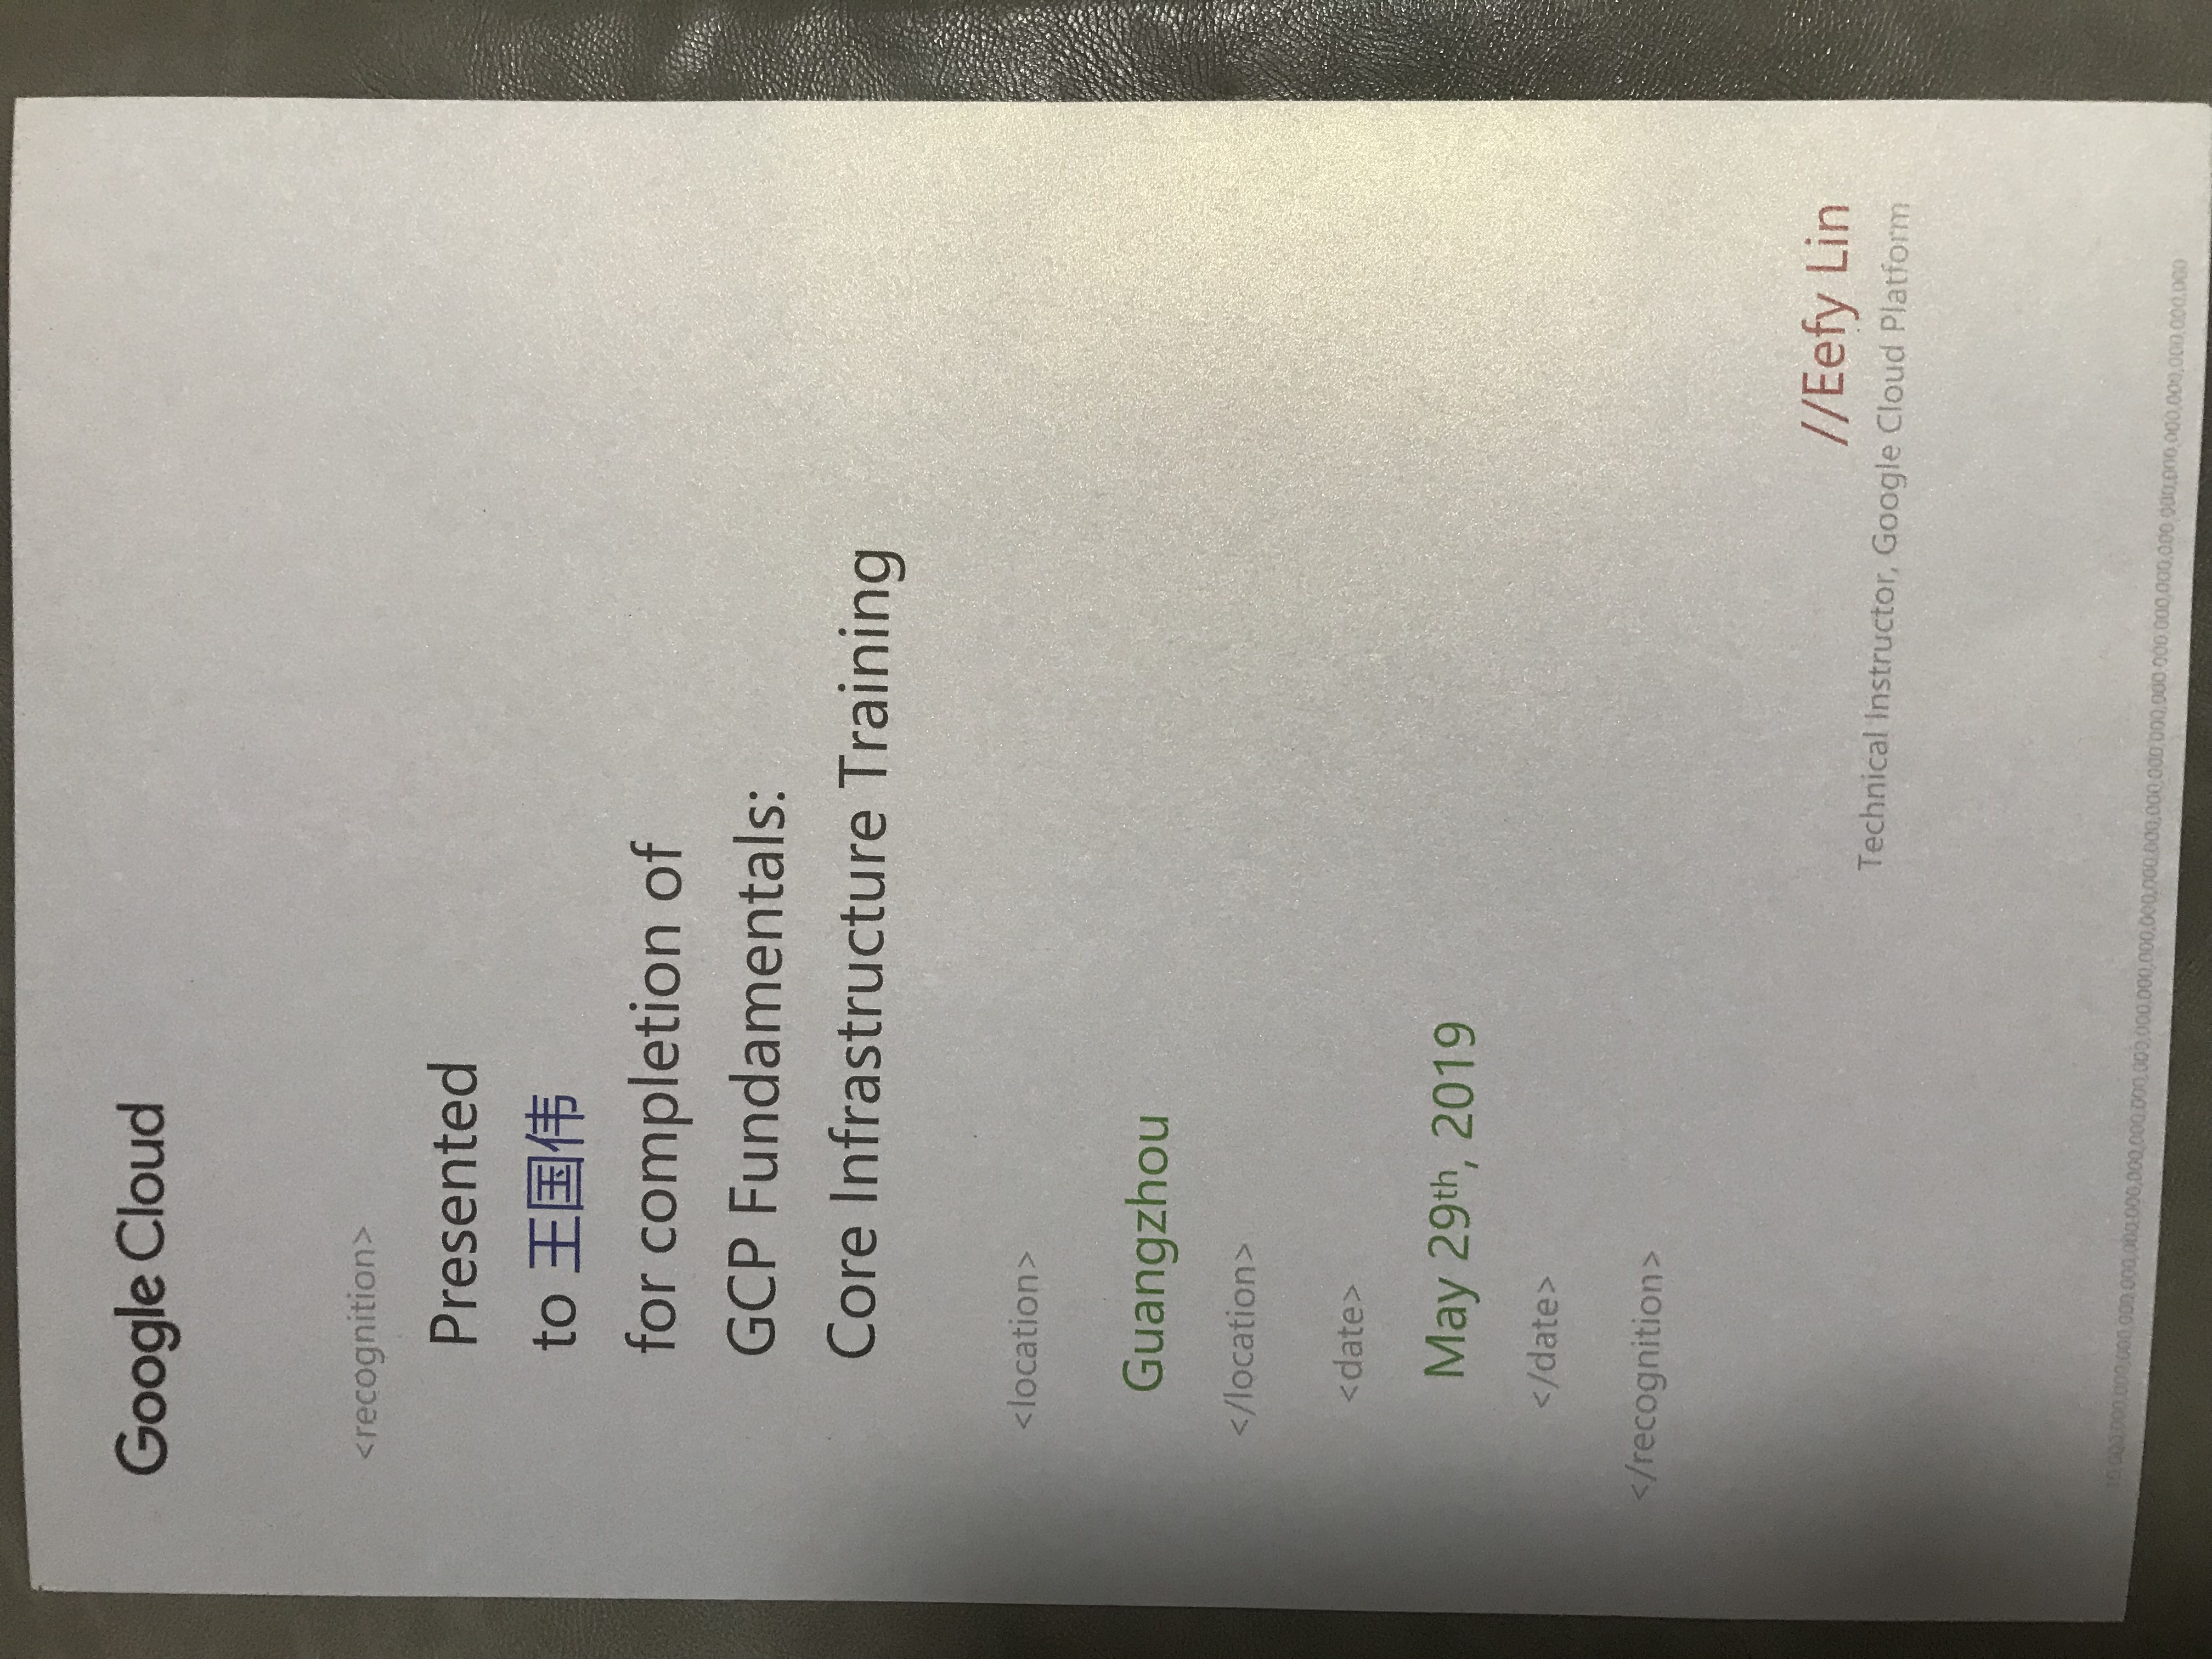 Google Cloud
<recognition>
Presented
to 王国伟
for completion of
GCP Fundamentals:
Core Infrastructure Training
<location>
Guangzhou
</location>
<date>
May 29th, 2019
</date>
</recognition>
//Eefy Lin
Technical Instructor, Google Cloud Platform